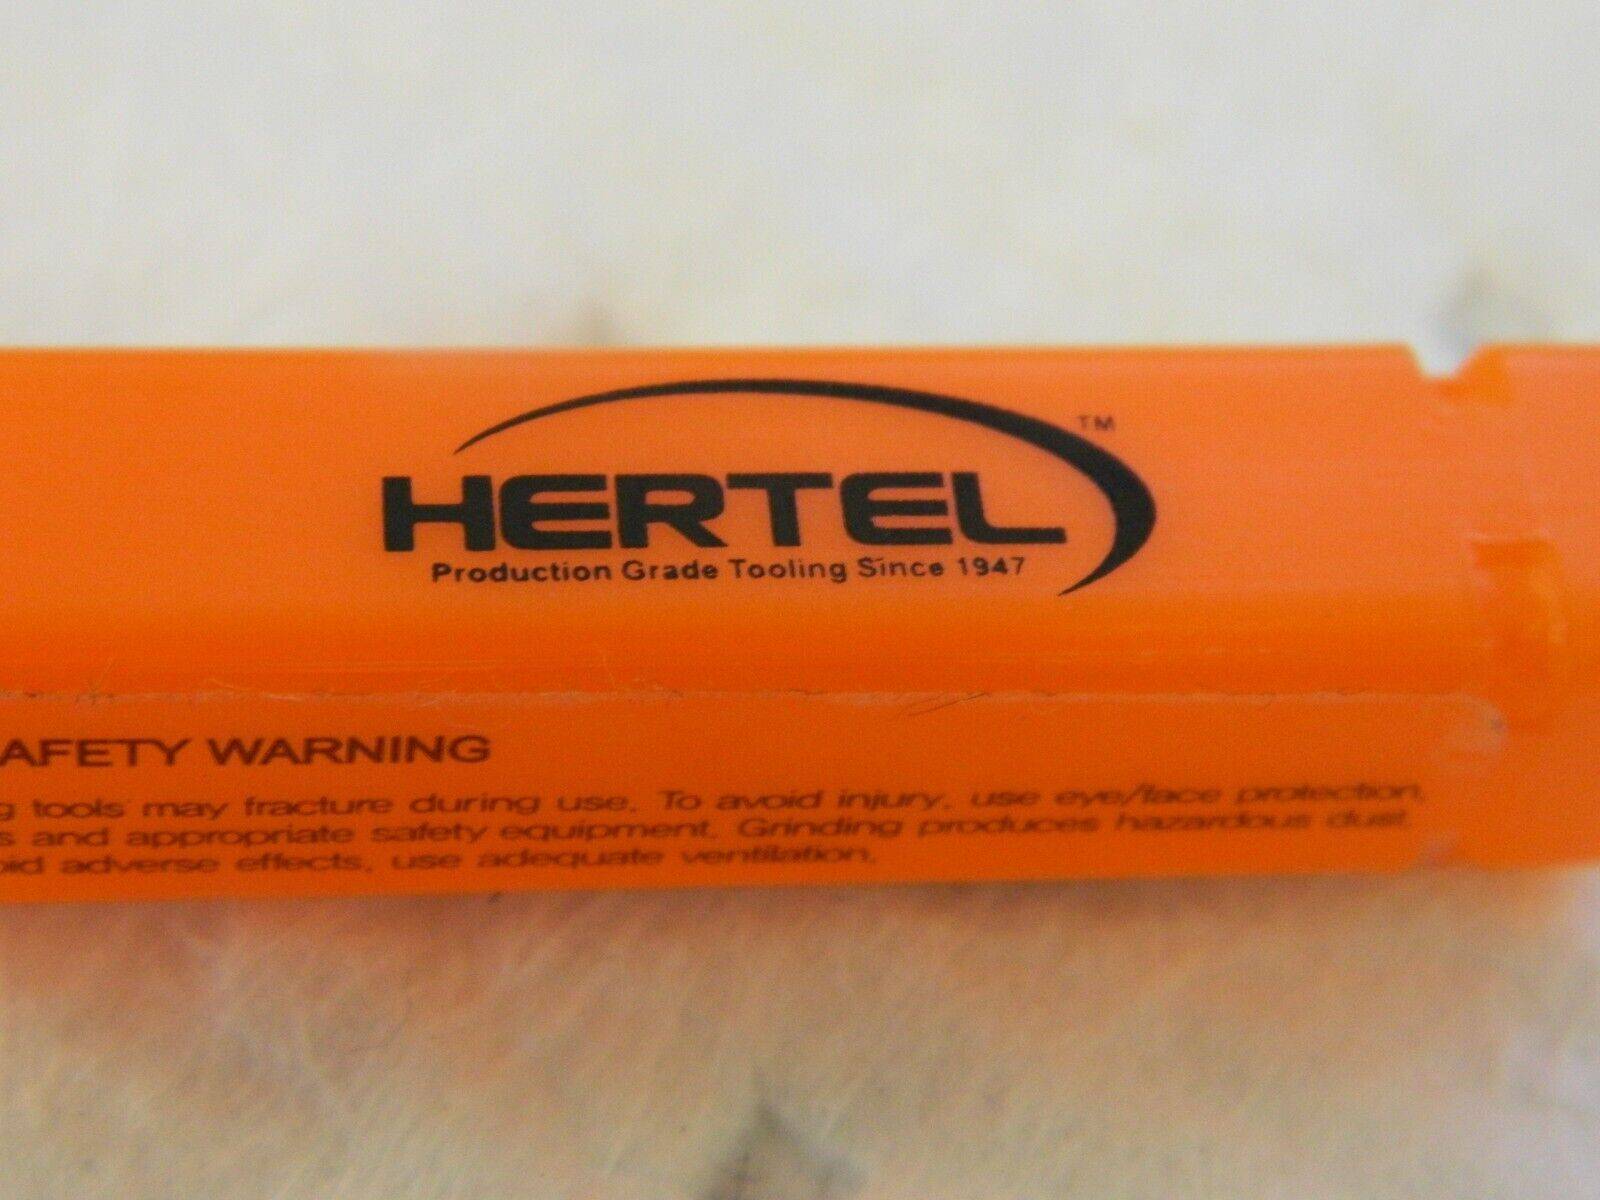 TM
HERTEL
Production Grade Tooling Since 1947
AFETY WARNING
g tools may fracture during use. To avoid injury, use eye/face protection,
s and appropriate safety equipment. Grinding produces hazardous dust.
oid adverse effects, use adequate ventilation.